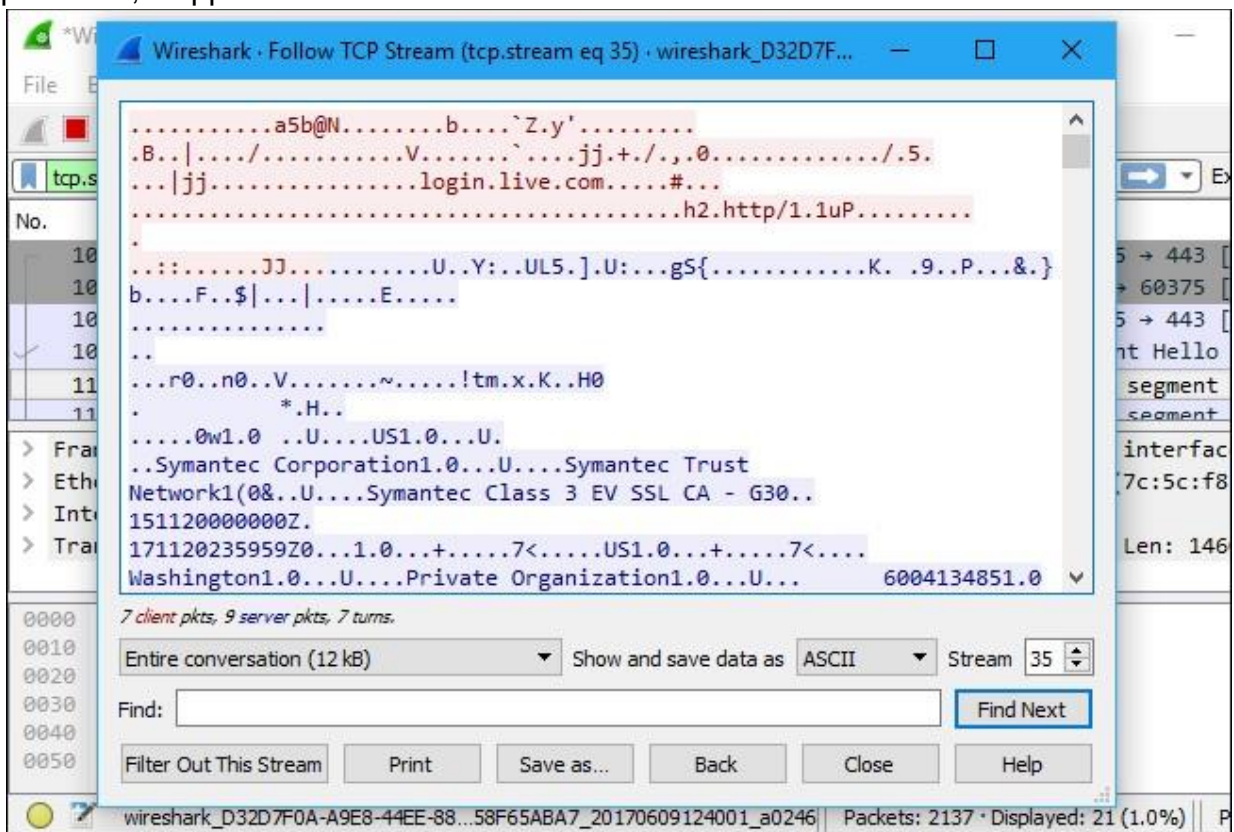 *Wi
Wireshark · Follow TCP Stream (tcp.stream eq 35) · wireshark_D32D7F...
File E
tcp.s
Ex
No.
...........a5b@N........b....`Z.y'.........
.B..|..../...........V.......`....jj.+./.,.0............./.5.
...|jj................login.live.com.....#...
...........................................h2.http/1.1uP.........
.
..::......JJ...........U..Y:..UL5.].U:...gS{............K. .9..P...&.}
b....F..$|...|.....E.....
...............
..
...r0..n0..V.......~.....!tm.x.K..H0
. *.H..
.....0w1.0 ..U....US1.0...U.
..Symantec Corporation1.0...U....Symantec Trust
Network1(0&..U....Symantec Class 3 EV SSL CA - G30..
151120000000Z.
171120235959Z0...1.0...+.....7<.....US1.0...+.....7<....
Washington1.0...U....Private Organization1.0...U... 6004134851.0
10
10
10
10
11
11
5 → 443 [
→ 60375 [
5 → 443 [
nt Hello
segment
segment
> Fra
> Eth
> Int
> Tra
interfac
7c:5c:f8
Len: 146
7 client pkts, 9 server pkts, 7 turns.
Entire conversation (12 kB) Show and save data as ASCII Stream 35
Find: Find Next
Filter Out This Stream Print Save as... Back Close Help
0000
0010
0020
0030
0040
0050
wireshark_D32D7F0A-A9E8-44EE-88...58F65ABA7_20170609124001_a0246 Packets: 2137 · Displayed: 21 (1.0%) P